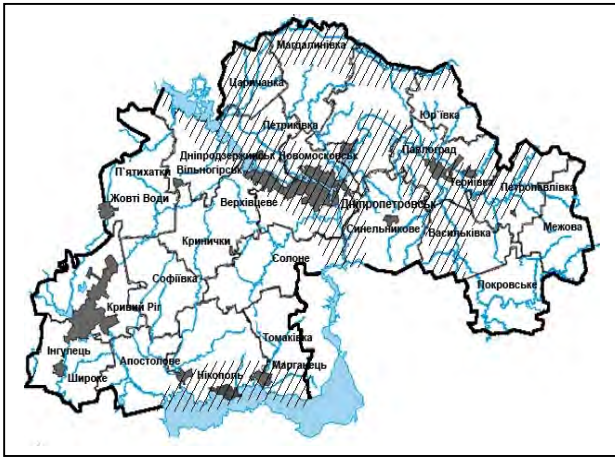 Магдалинівка
Царичанка
Юр'ївка
Петриківка
Павлоград
Дніпродзержинськ
Новомосковськ
Вільногірськ
Тернівка
Петропавлівка
П'ятихатки
Жовті Води
Верхівцеве
Дніпропетровськ
Синельникове
Васильківка
Межова
Кринички
Солоне
Покровське
Софіївка
Кривий Ріг
Томаківка
Інгулець
Апостолове
Широке
Нікополь
Марганець